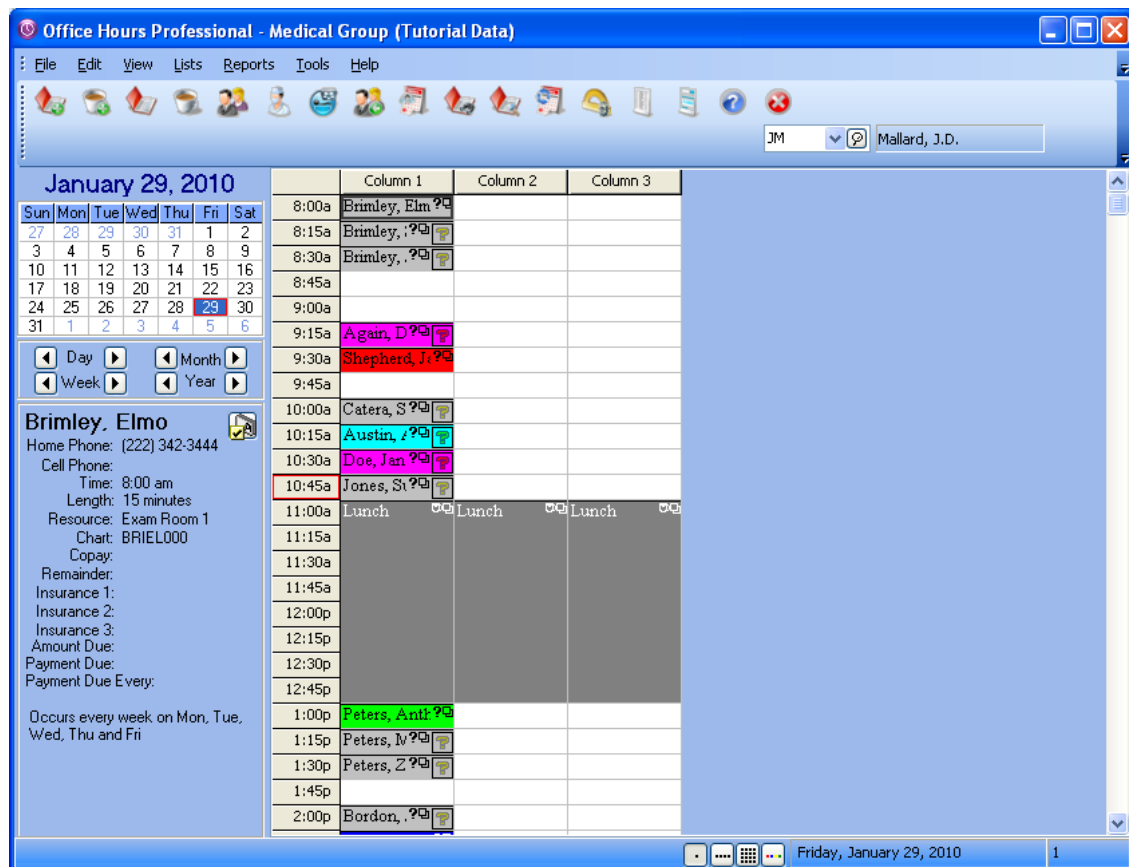 Office Hours Professional - Medical Group (Tutorial Data)
File Edit View Lists Reports Tools Help
JM Mallard, J.D.
January 29, 2010
Sun Mon Tue Wed Thu Fri Sat
27 28 29 30 31 1 2
3 4 5 6 7 8 9
10 11 12 13 14 15 16
17 18 19 20 21 22 23
24 25 26 27 28 29 30
31 1 2 3 4 5 6
Day Month
Week Year
Brimley, Elmo
Home Phone: (222) 342-3444
Cell Phone:
Time: 8:00 am
Length: 15 minutes
Resource: Exam Room 1
Chart: BRIEL000
Copay:
Remainder:
Insurance 1:
Insurance 2:
Insurance 3:
Amount Due:
Payment Due:
Payment Due Every:
Occurs every week on Mon, Tue,
Wed, Thu and Fri
Column 1 Column 2 Column 3
8:00a Brimley, Elm
8:15a Brimley,
8:30a Brimley,
8:45a
9:00a
9:15a Again, D
9:30a Shepherd,
9:45a
10:00a Catera, S
10:15a Austin,
10:30a Doe, Jan
10:45a Jones,
11:00a Lunch Lunch Lunch
11:15a
11:30a
11:45a
12:00p
12:15p
12:30p
12:45p
1:00p Peters,
1:15p Peters,
1:30p Peters, Z
1:45p
2:00p Bordon,
Friday, January 29, 2010 1